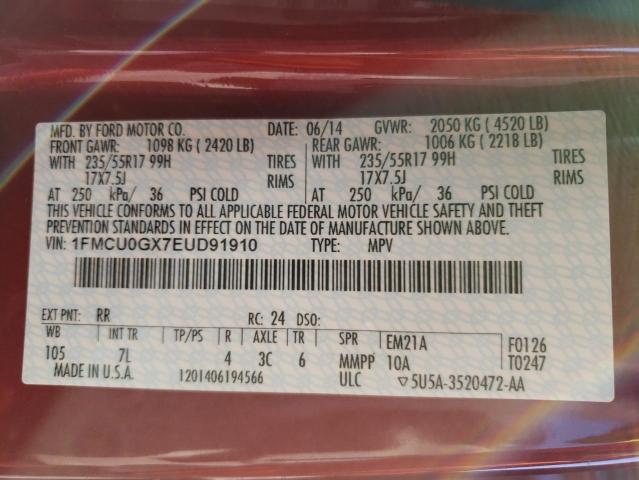 MFD. BY FORD MOTOR CO. DATE: 06/14 GVWR: 2050 KG ( 4520 LB)
FRONT GAWR: 1098 KG ( 2420 LB) REAR GAWR: 1006 KG ( 2218 LB)
WITH 235/55R17 99H TIRES WITH 235/55R17 99H TIRES
17X7.5J RIMS 17X7.5J RIMS
AT 250 kPa/ 36 PSI COLD AT 250 kPa/ 36 PSI COLD
THIS VEHICLE CONFORMS TO ALL APPLICABLE FEDERAL MOTOR VEHICLE SAFETY AND THEFT
PREVENTION STANDARDS IN EFFECT ON THE DATE OF MANUFACTURE SHOWN ABOVE.
VIN: 1FMCU0GX7EUD91910 TYPE: MPV
EXT PNT: RR RC: 24 DSO:
WB INT TR TP/PS R AXLE TR SPR EM21A F0126
105 7L 4 3C 6 MMPP 10A T0247
MADE IN U.S.A. 1201406194566 ULC ▽5U5A-3520472-AA